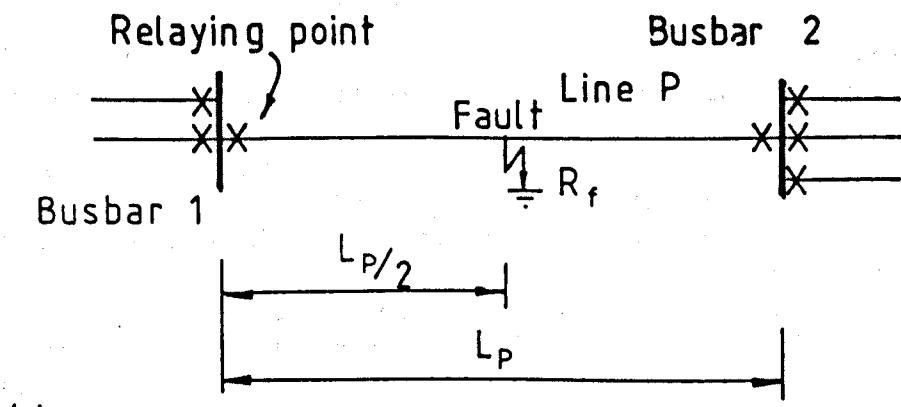 Relaying point
Busbar 2
Line P
Fault
R_f
Busbar 1
L_P/2
L_P